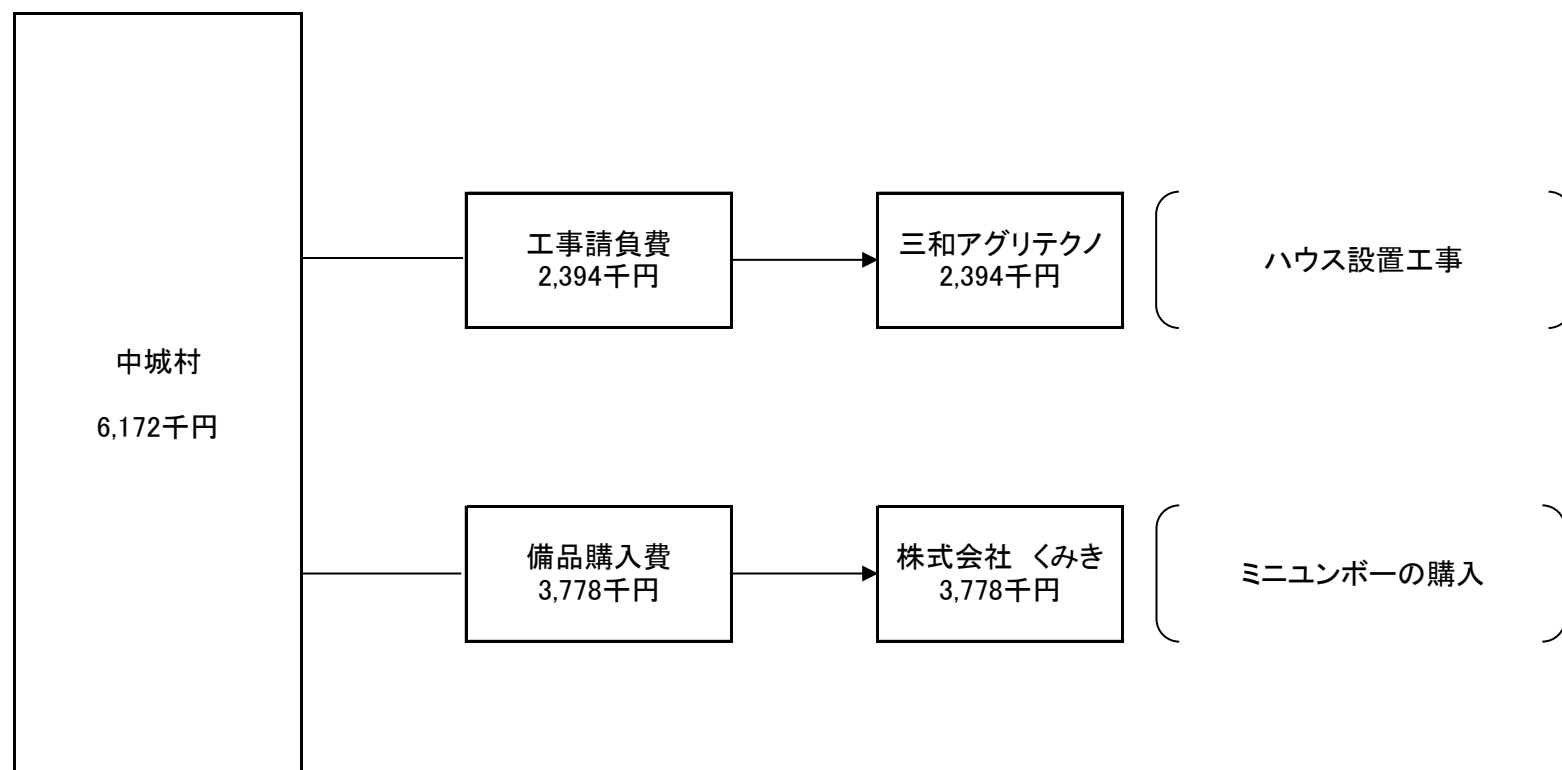 中城村
6,172千円
工事請負費
2,394千円
三和アグリテクノ
2,394千円
ハウス設置工事
備品購入費
3,778千円
株式会社　くみき
3,778千円
ミニユンボーの購入